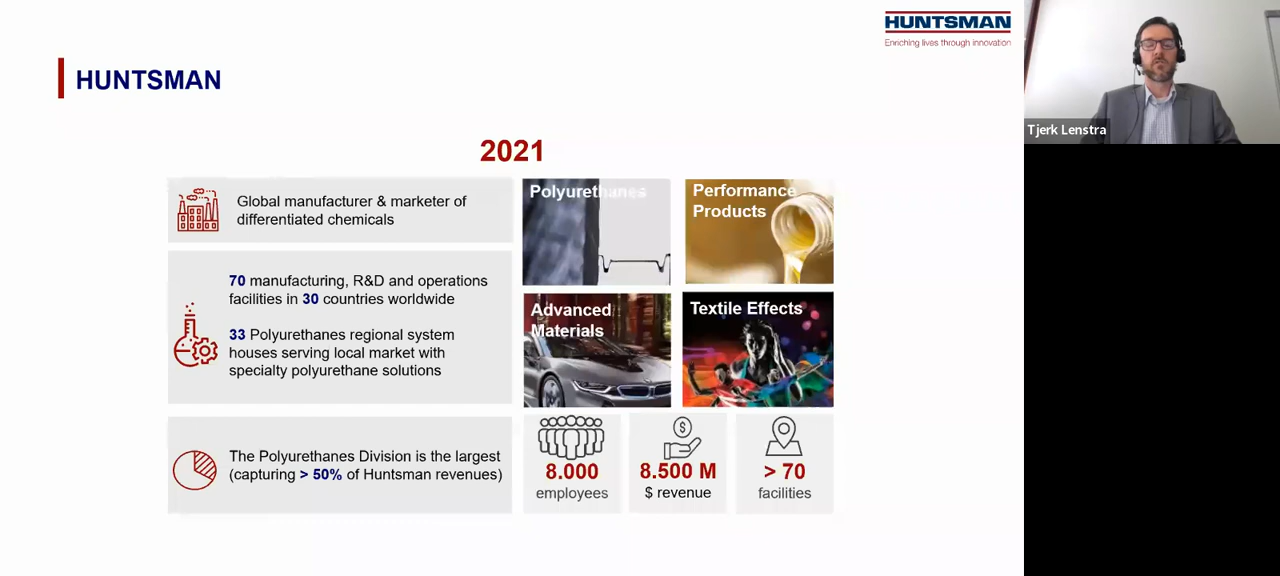 HUNTSMAN
Enriching lives through innovation
Tjerk Lenstra
HUNTSMAN
2021
Global manufacturer & marketer of
differentiated chemicals
70 manufacturing, R&D and operations
facilities in 30 countries worldwide
33 Polyurethanes regional system
houses serving local market with
specialty polyurethane solutions
The Polyurethanes Division is the largest
(capturing > 50% of Huntsman revenues)
Polyurethanes
Performance
Products
Advanced
Materials
Textile Effects
8.000
employees
8.500 M
$ revenue
> 70
facilities